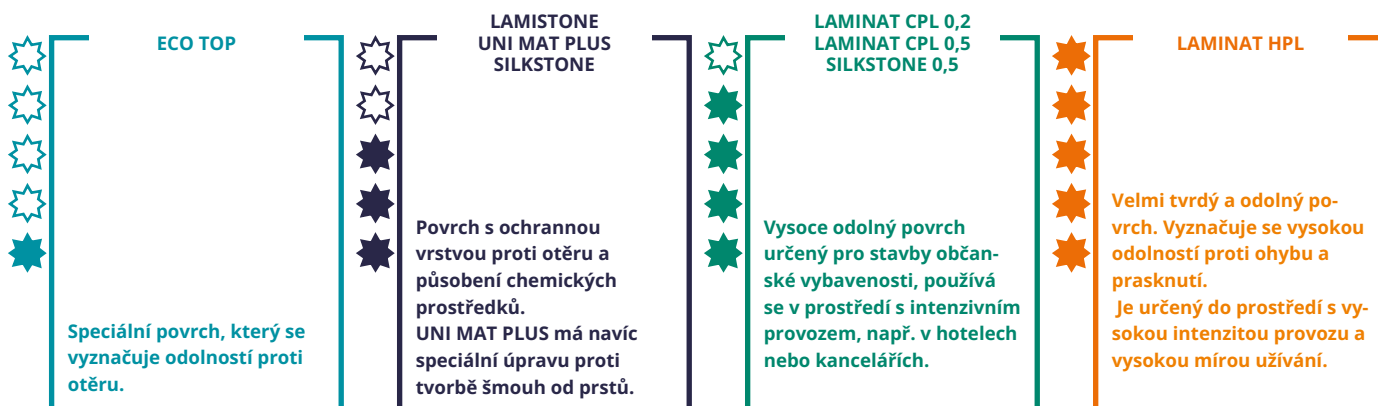 ECO TOP
Speciální povrch, který se
vyznačuje odolností proti
otěru.
LAMISTONE
UNI MAT PLUS
SILKSTONE
Povrch s ochrannou
vrstvou proti otěru a
působení chemických
prostředků.
UNI MAT PLUS má navíc
speciální úpravu proti
tvorbě šmouh od prstů.
LAMINAT CPL 0,2
LAMINAT CPL 0,5
SILKSTONE 0,5
Vysoce odolný povrch
určený pro stavby občan-
ské vybavenosti, používá
se v prostředí s intenzivním
provozem, např. v hotelech
nebo kancelářích.
LAMINAT HPL
Velmi tvrdý a odolný po-
vrch. Vyznačuje se vysokou
odolností proti ohybu a
prasknutí.
Je určený do prostředí s vy-
sokou intenzitou provozu a
vysokou mírou užívání.